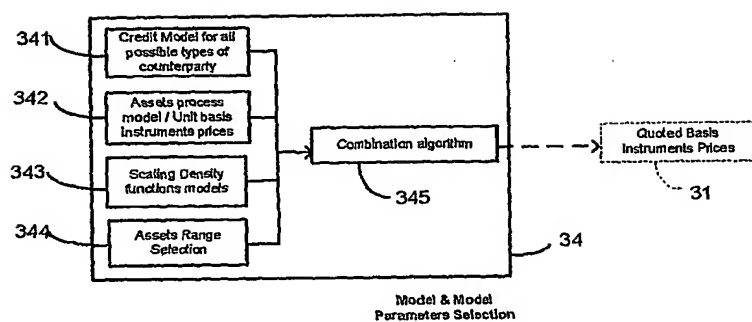 341
Credit Model for all
possible types of
counterparty
342
Assets process
model / Unit basis
Instruments prices
343
Scaling Density
functions models
344
Assets Range
Selection
Combination algorithm
345
Quoted Basis
Instruments Prices
31
34
Model & Model
Parameters Selection